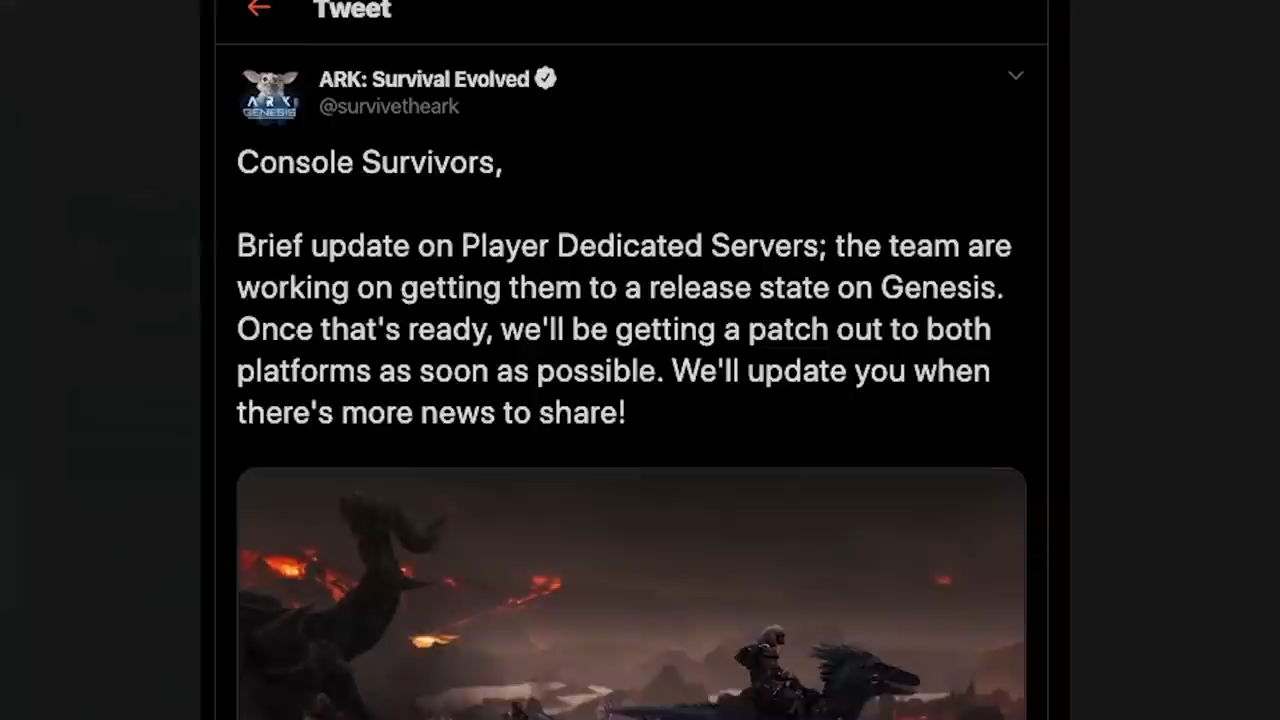 Tweet
ARK: Survival Evolved
@survivetheark
ARK
GENESIS
Console Survivors,
Brief update on Player Dedicated Servers; the team are
working on getting them to a release state on Genesis.
Once that's ready, we'll be getting a patch out to both
platforms as soon as possible. We'll update you when
there's more news to share!